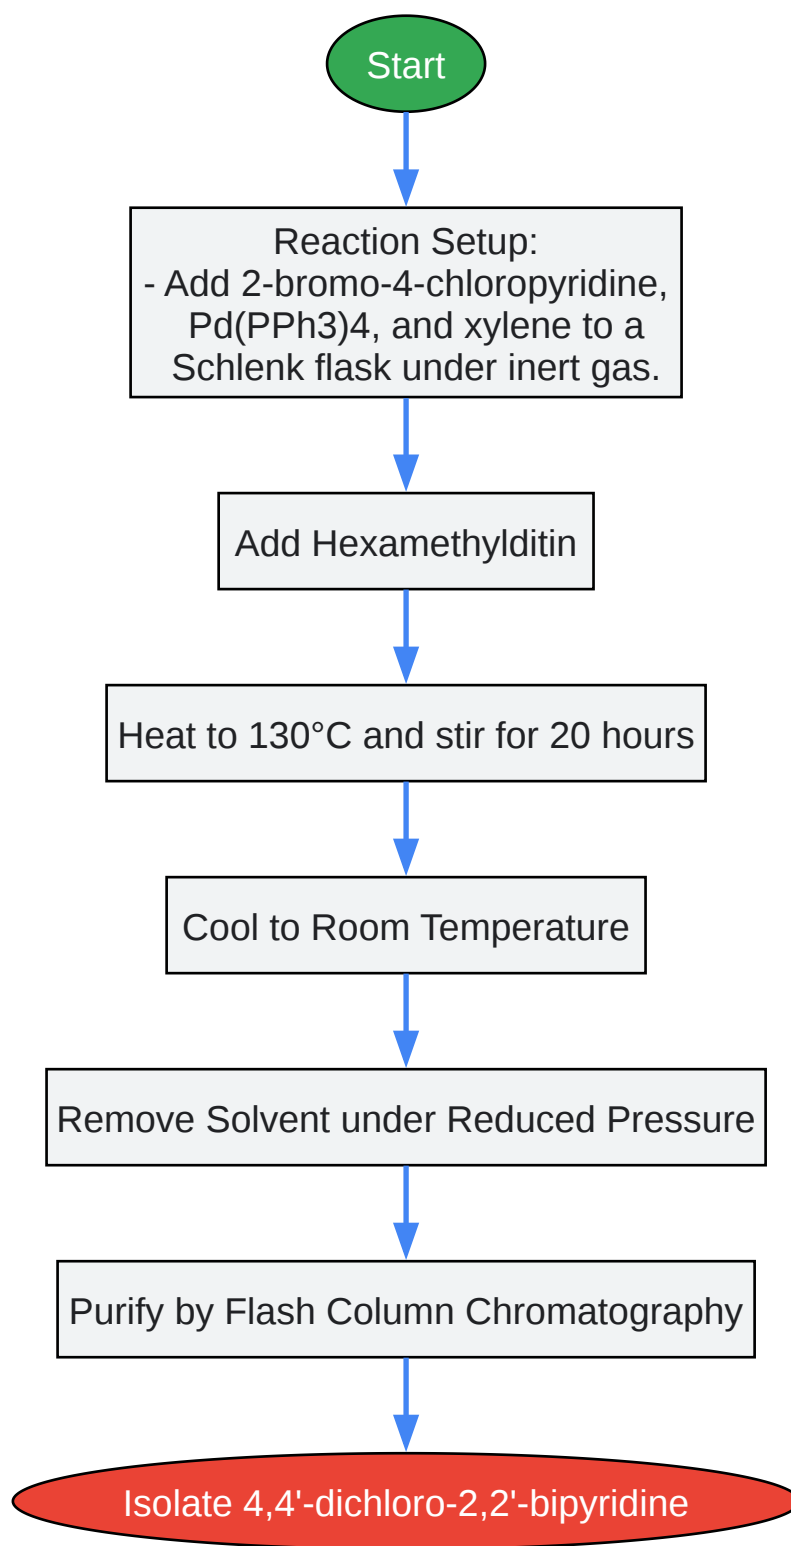 Start
Reaction Setup:
- Add 2-bromo-4-chloropyridine,
Pd(PPh3)4, and xylene to a
Schlenk flask under inert gas.
Add Hexamethylditin
Heat to 130°C and stir for 20 hours
Cool to Room Temperature
Remove Solvent under Reduced Pressure
Purify by Flash Column Chromatography
Isolate 4,4'-dichloro-2,2'-bipyridine